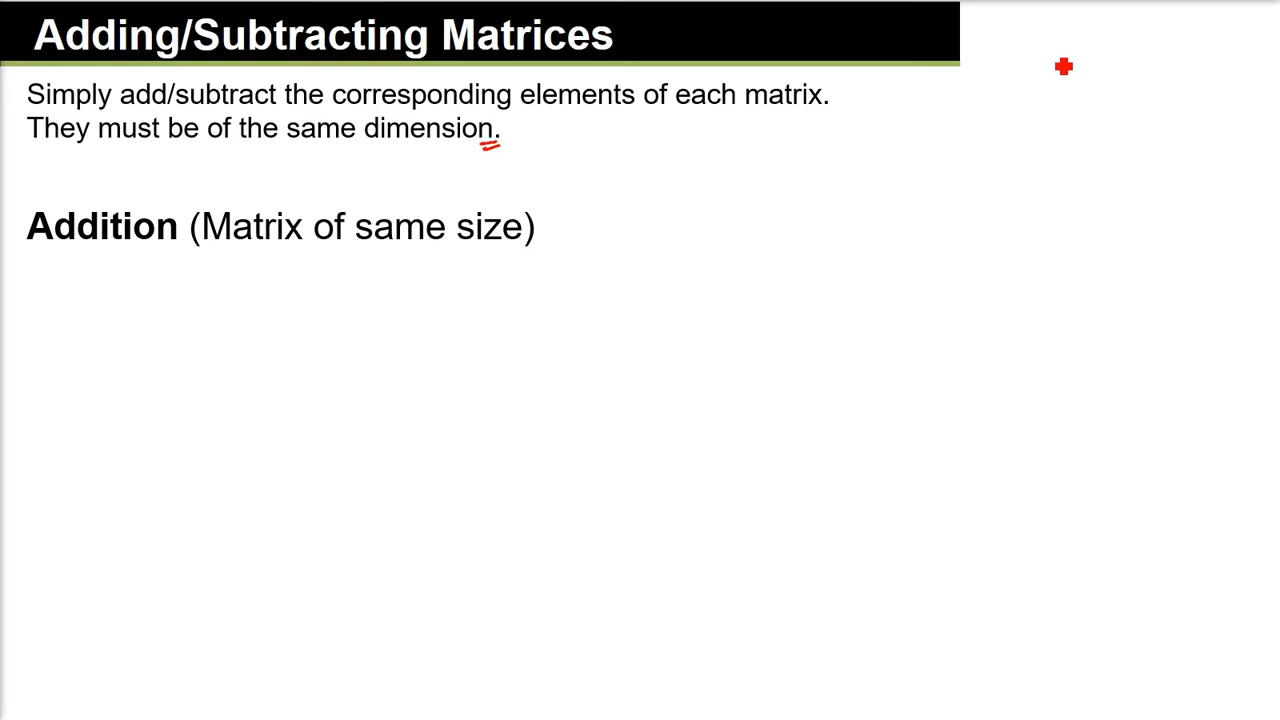 Adding/Subtracting Matrices
Simply add/subtract the corresponding elements of each matrix.
They must be of the same dimension.
Addition (Matrix of same size)